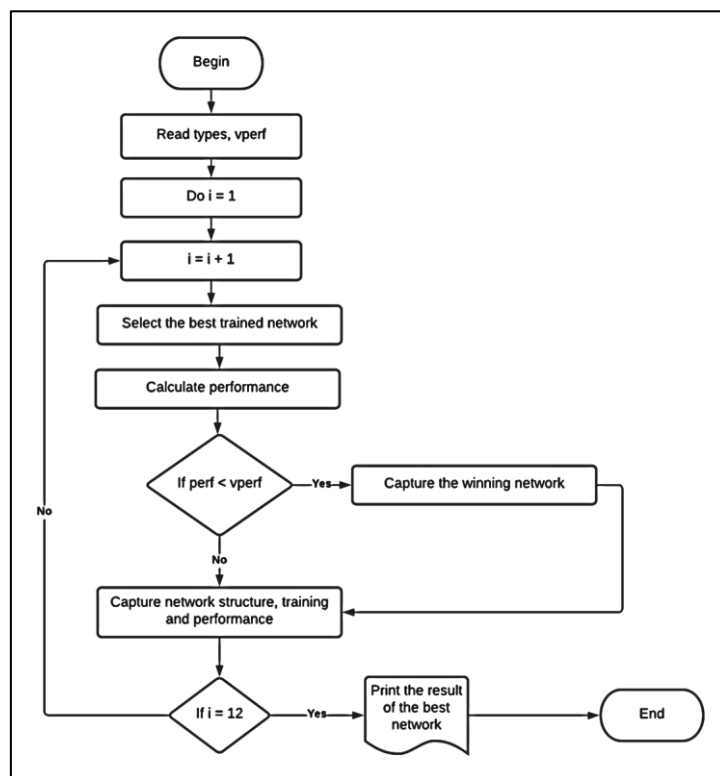 Begin
Read types, vperf
Do i = 1
i = i + 1
Select the best trained network
Calculate performance
If perf < vperf
Yes
Capture the winning network
No
No
Capture network structure, training
and performance
If i = 12
Yes
Print the result
of the best
network
End